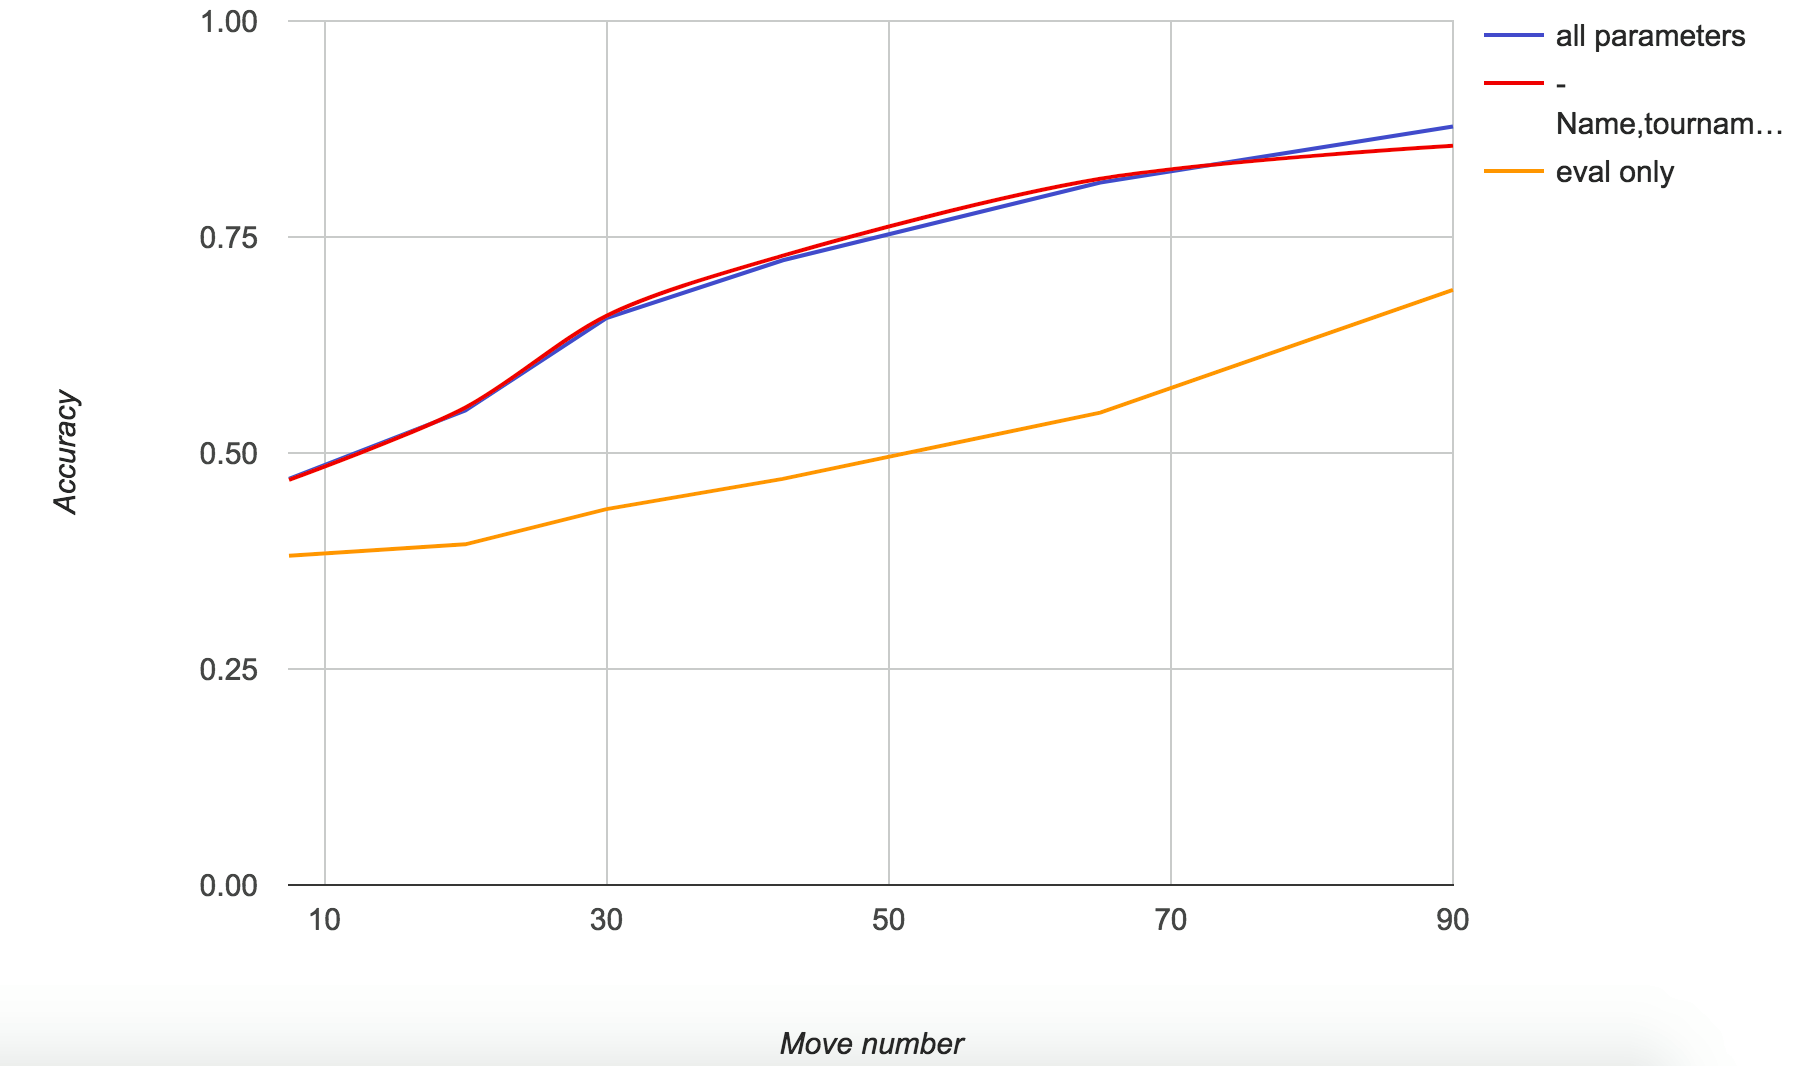 1.00
0.75
0.50
0.25
0.00
Accuracy
10 30 50 70 90
Move number
all parameters
-
Name,tournam…
eval only